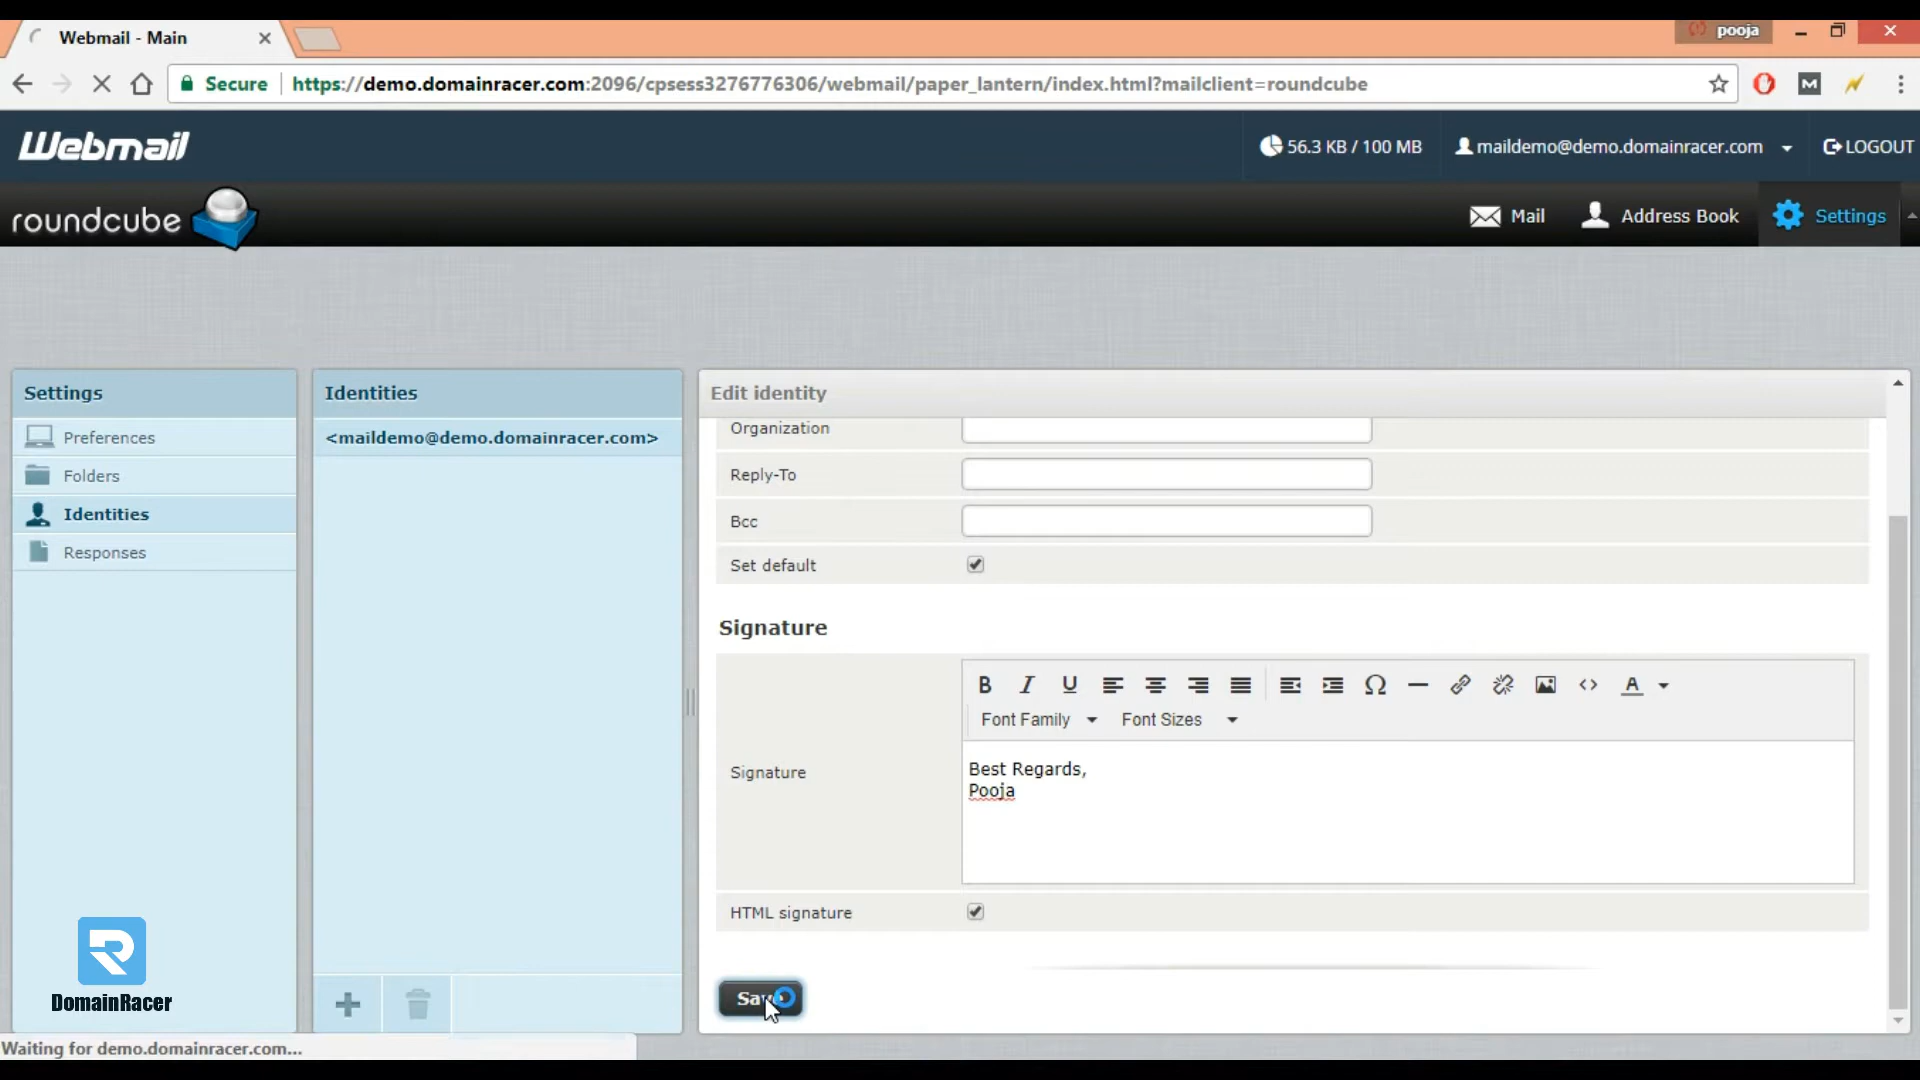 Webmail - Main
pooja
Secure
https://demo.domainracer.com:2096/cpsess3276776306/webmail/paper_lantern/index.html?mailclient=roundcube
M
Webmail
56.3 KB / 100 MB
maildemo@demo.domainracer.com
LOGOUT
roundcube
Mail
Address Book
Settings
Settings
Preferences
Folders
Identities
Responses
Identities
<maildemo@demo.domainracer.com>
Edit identity
Organization
Reply-To
Bcc
Set default
Signature
B I U Ω A
Font Family
Font Sizes
Signature
Best Regards,
Pooja
HTML signature
Save
DomainRacer
Waiting for demo.domainracer.com...